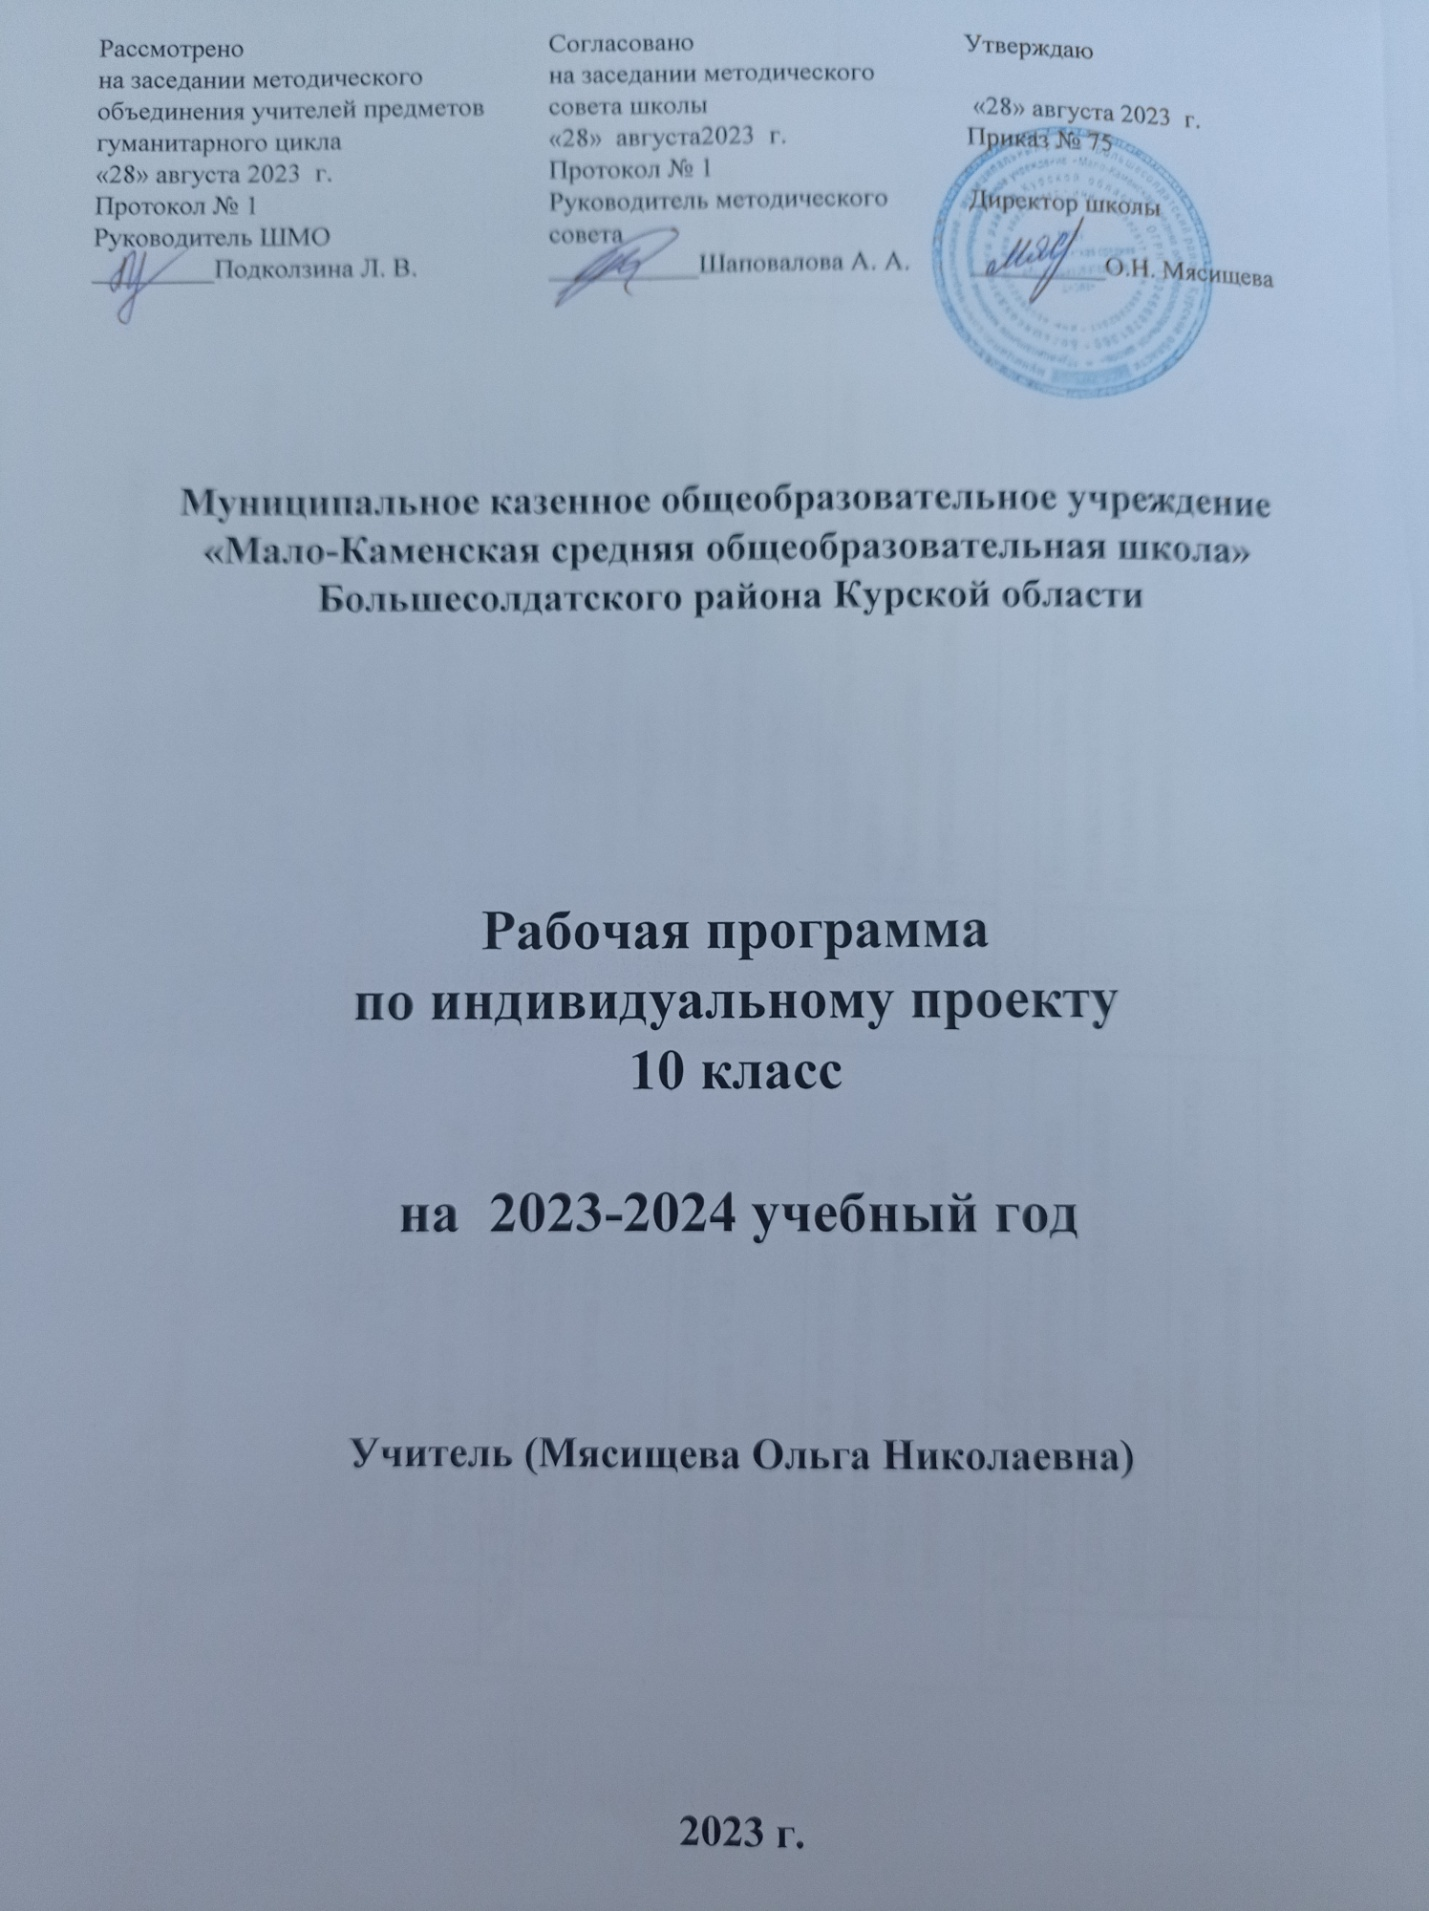 Рассмотрено
на заседании методического
объединения учителей предметов
гуманитарного цикла
«28» августа 2023 г.
Протокол № 1
Руководитель ШМО
Подколзина Л. В.
Согласовано
на заседании методического
совета школы
«28» августа2023 г.
Протокол № 1
Руководитель методического
совета
Шаповалова А. А.
Утверждаю
«28» августа 2023 г.
Приказ № 75
Директор школы
О.Н. Мясищева
Муниципальное казенное общеобразовательное учреждение
«Мало-Каменская средняя общеобразовательная школа»
Большесолдатского района Курской области
Рабочая программа
по индивидуальному проекту
10 класс
на 2023-2024 учебный год
Учитель (Мясищева Ольга Николаевна)
2023 г.